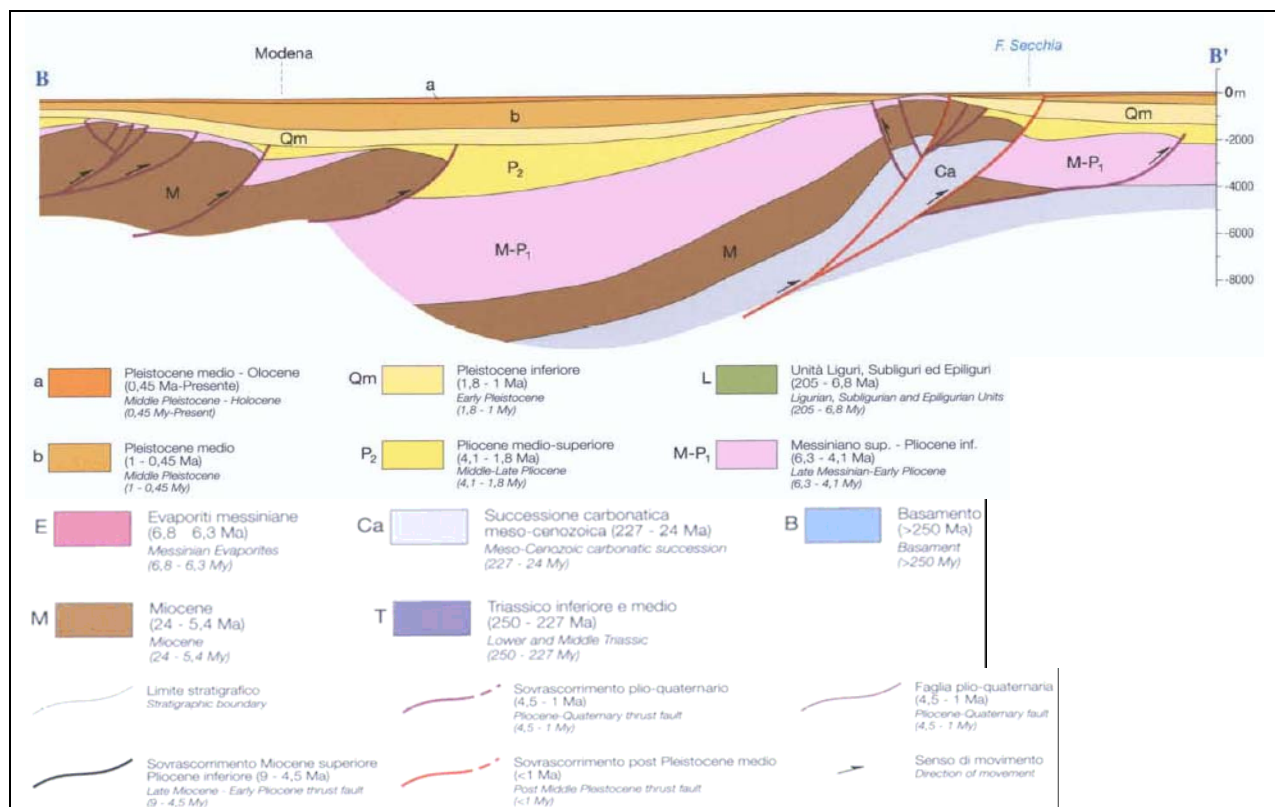 Modena
F. Secchia
B
B'
a
0m
b
Qm
Qm
-2000
P2
M-P1
M
Ca
-4000
M-P1
M
-6000
-8000
a
Pleistocene medio - Olocene
(0,45 Ma-Presente)
Middle Pleistocene - Holocene
(0,45 My-Present)
Qm
Pleistocene inferiore
(1,8 - 1 Ma)
Early Pleistocene
(1,8 - 1 My)
L
Unità Liguri, Subliguri ed Epiliguri
(205 - 6,8 Ma)
Ligurian, Subligurian and Epiligurian Units
(205 - 6,8 My)
b
Pleistocene medio
(1 - 0,45 Ma)
Middle Pleistocene
(1 - 0,45 My)
P2
Pliocene medio-superiore
(4,1 - 1,8 Ma)
Middle-Late Pliocene
(4,1 - 1,8 My)
M-P1
Messiniano sup. - Pliocene inf.
(6,3 - 4,1 Ma)
Late Messinian-Early Pliocene
(6,3 - 4,1 My)
E
Evaporiti messiniane
(6,8 6,3 Ma)
Messinian Evaporites
(6,8 - 6,3 My)
Ca
Successione carbonatica
meso-cenozoica (227 - 24 Ma)
Meso-Cenozoic carbonatic succession
(227 - 24 My)
B
Basamento
(>250 Ma)
Basament
(>250 My)
M
Miocene
(24 - 5,4 Ma)
Miocene
(24 - 5,4 My)
T
Triassico inferiore e medio
(250 - 227 Ma)
Lower and Middle Triassic
(250 - 227 My)
Limite stratigrafico
Stratigraphic boundary
Sovrascorrimento plio-quaternario
(4,5 - 1 Ma)
Pliocene-Quaternary thrust fault
(4,5 - 1 My)
Faglia plio-quaternaria
(4,5 - 1 Ma)
Pliocene-Quaternary fault
(4,5 - 1 My)
Sovrascorrimento Miocene superiore
Pliocene inferiore (9 - 4,5 Ma)
Late Miocene - Early Pliocene thrust fault
(9 - 4,5 My)
Sovrascorrimento post Pleistocene medio
(<1 Ma)
Post Middle Pleistocene thrust fault
(<1 My)
Senso di movimento
Direction of movement